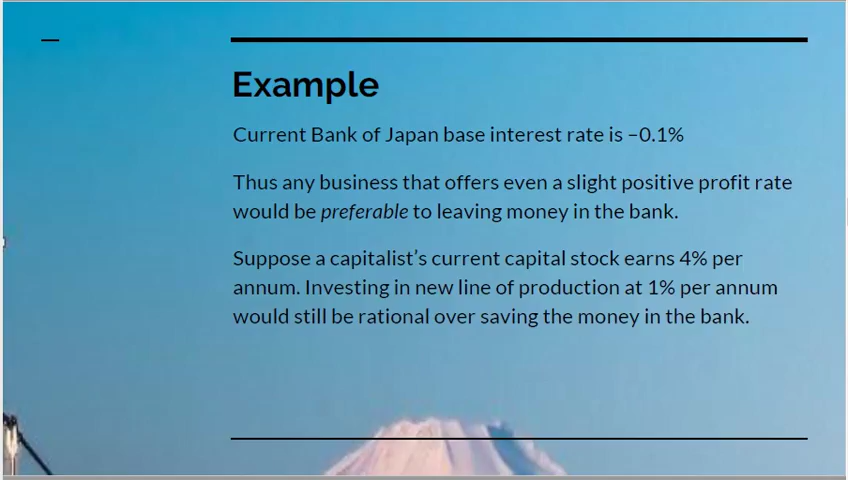 Example
Current Bank of Japan base interest rate is −0.1%
Thus any business that offers even a slight positive profit rate
would be preferable to leaving money in the bank.
Suppose a capitalist’s current capital stock earns 4% per
annum. Investing in new line of production at 1% per annum
would still be rational over saving the money in the bank.